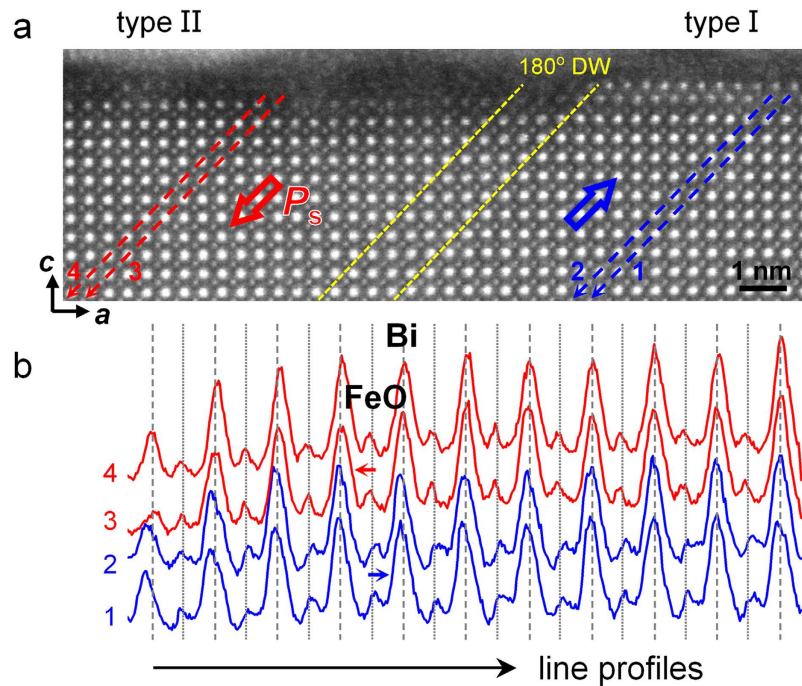 a
type II
type I
180° DW
Ps
4 3
2 1
1 nm
c
a
b
Bi
FeO
4
3
2
1
line profiles